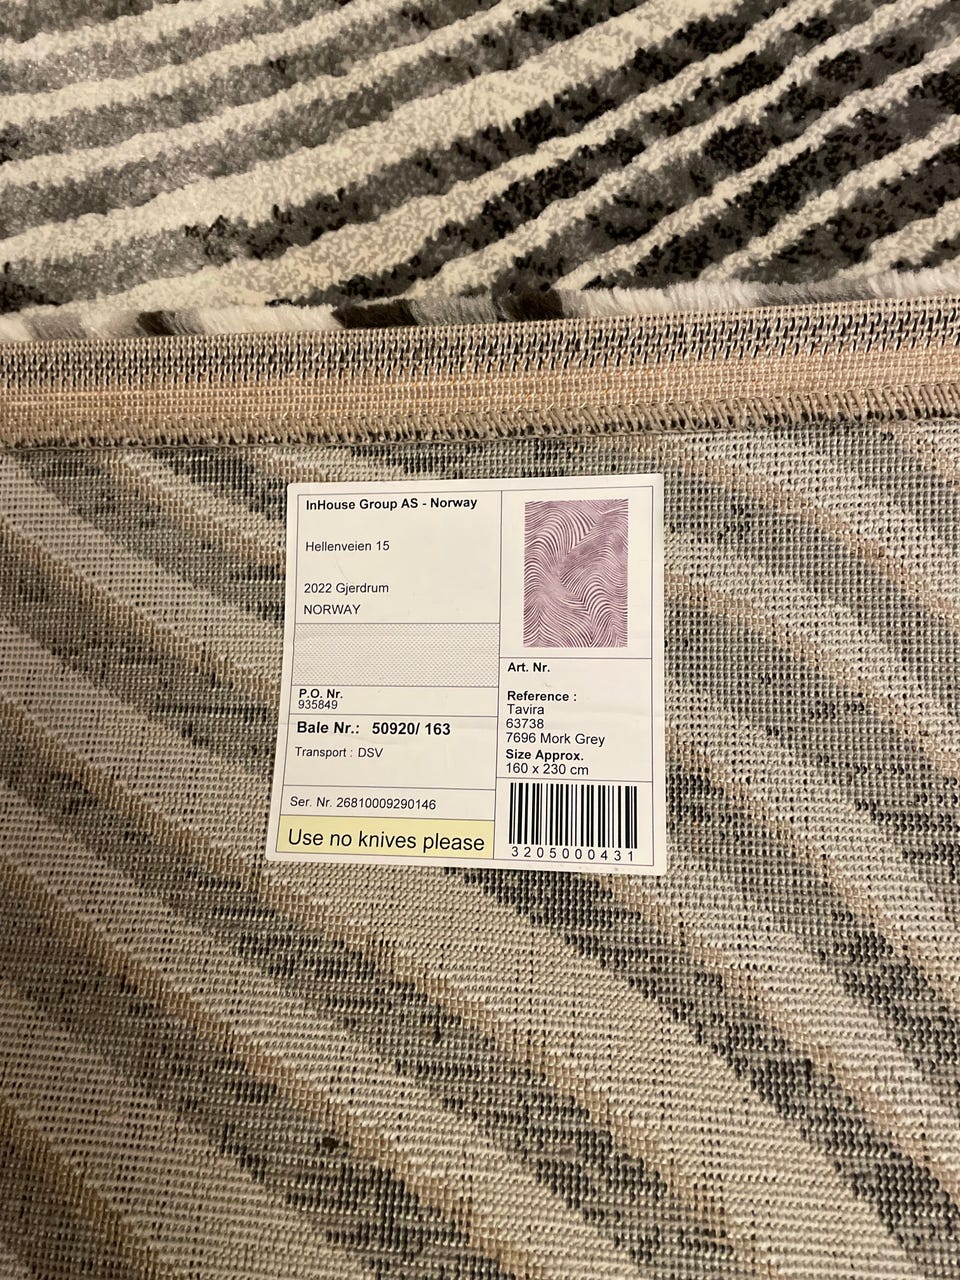 InHouse Group AS - Norway
Hellenveien 15
2022 Gjerdrum
NORWAY
P.O. Nr.
935849
Bale Nr.: 50920/ 163
Transport : DSV
Ser. Nr. 26810009290146
Use no knives please
Art. Nr.
Reference :
Tavira
63738
7696 Mork Grey
Size Approx.
160 x 230 cm
3205000431